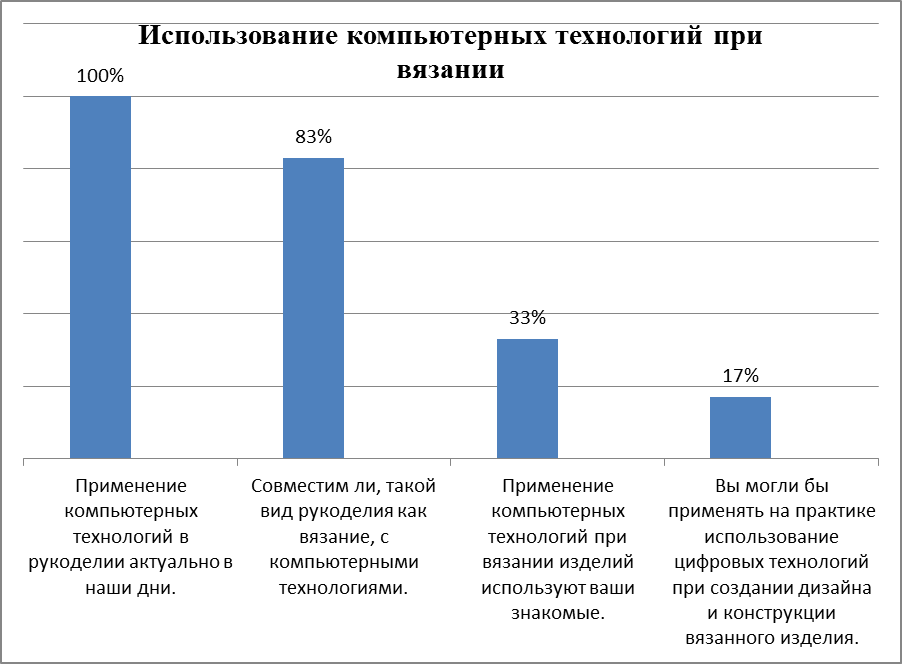 Использование компьютерных технологий при
вязании
100%
83%
33%
17%
Применение
компьютерных
технологий в
рукоделии актуально в
наши дни.
Совместим ли, такой
вид рукоделия как
вязание, с
компьютерными
технологиями.
Применение
компьютерных
технологий при
вязании изделий
используют ваши
знакомые.
Вы могли бы
применять на практике
использование
цифровых технологий
при создании дизайна
и конструкции
вязанного изделия.